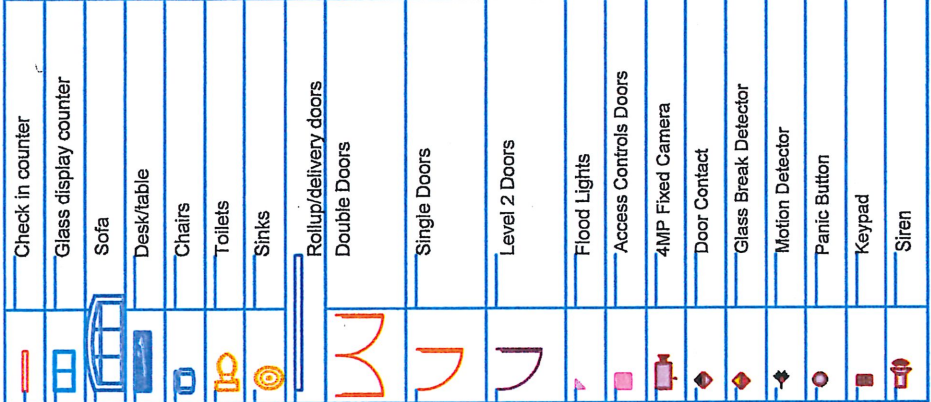 Check in counter
Glass display counter
Sofa
Desk/table
Chairs
Toilets
Sinks
Rollup/delivery doors
Double Doors
Single Doors
Level 2 Doors
Flood Lights
Access Controls Doors
4MP Fixed Camera
Door Contact
Glass Break Detector
Motion Detector
Panic Button
Keypad
Siren